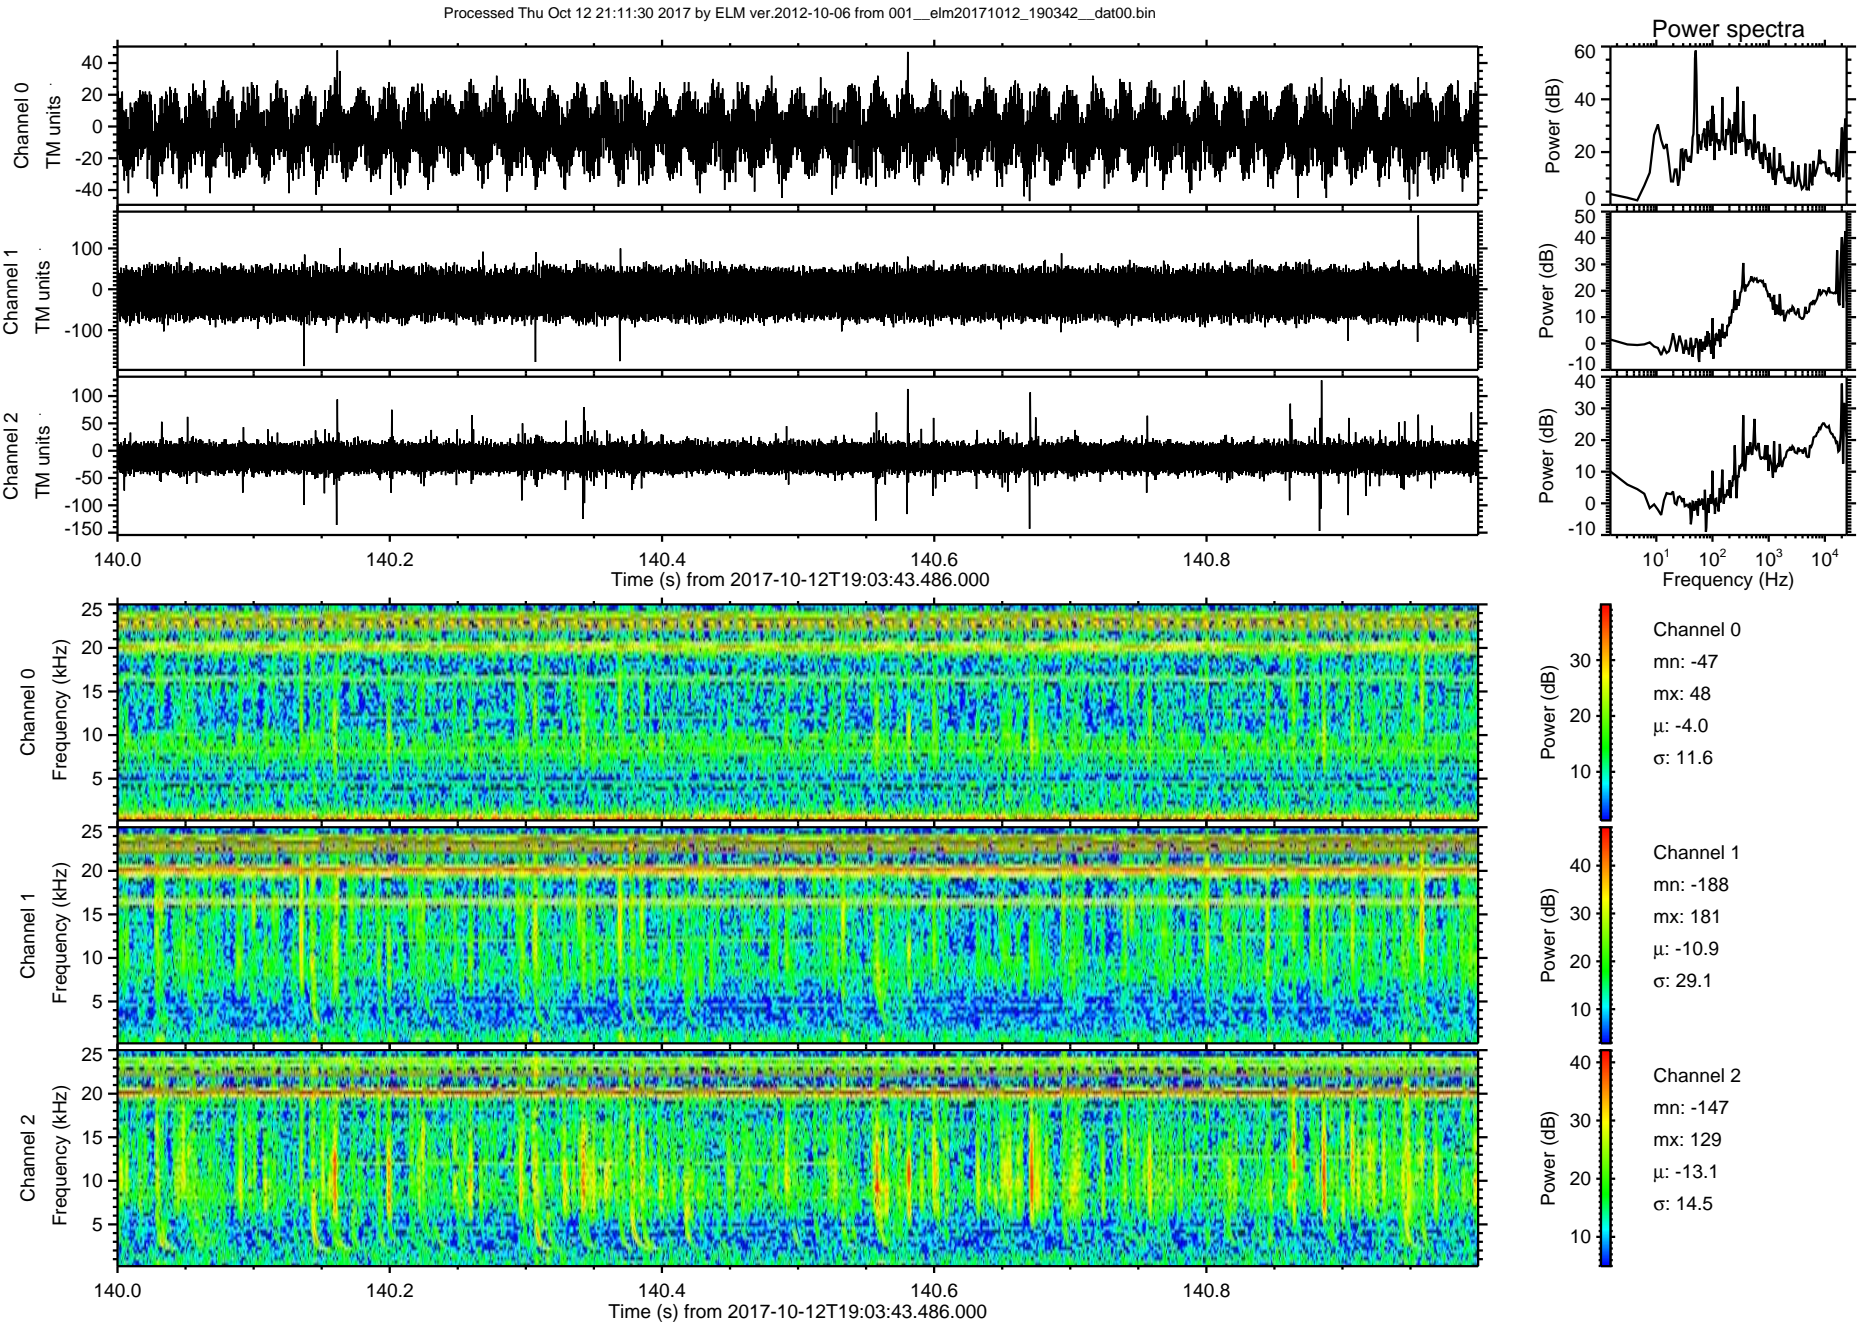 Processed Thu Oct 12 21:11:30 2017 by ELM ver.2012-10-06 from 001__elm20171012_190342__dat00.bin
Power spectra
Channel 0
TM units
40
20
0
-20
-40
Power (dB)
60
40
20
0
Channel 1
TM units
100
0
-100
Power (dB)
50
40
30
20
10
0
-10
Channel 2
TM units
100
50
0
-50
-100
-150
Power (dB)
40
30
20
10
0
-10
140.0 140.2 140.4 140.6 140.8
Time (s) from 2017-10-12T19:03:43.486.000
10^1 10^2 10^3 10^4
Frequency (Hz)
Channel 0
Frequency (kHz)
25
20
15
10
5
Power (dB)
30
20
10
Channel 0
mn: -47
mx: 48
μ: -4.0
σ: 11.6
Channel 1
Frequency (kHz)
25
20
15
10
5
Power (dB)
40
30
20
10
Channel 1
mn: -188
mx: 181
μ: -10.9
σ: 29.1
Channel 2
Frequency (kHz)
25
20
15
10
5
Power (dB)
40
30
20
10
Channel 2
mn: -147
mx: 129
μ: -13.1
σ: 14.5
140.0 140.2 140.4 140.6 140.8
Time (s) from 2017-10-12T19:03:43.486.000